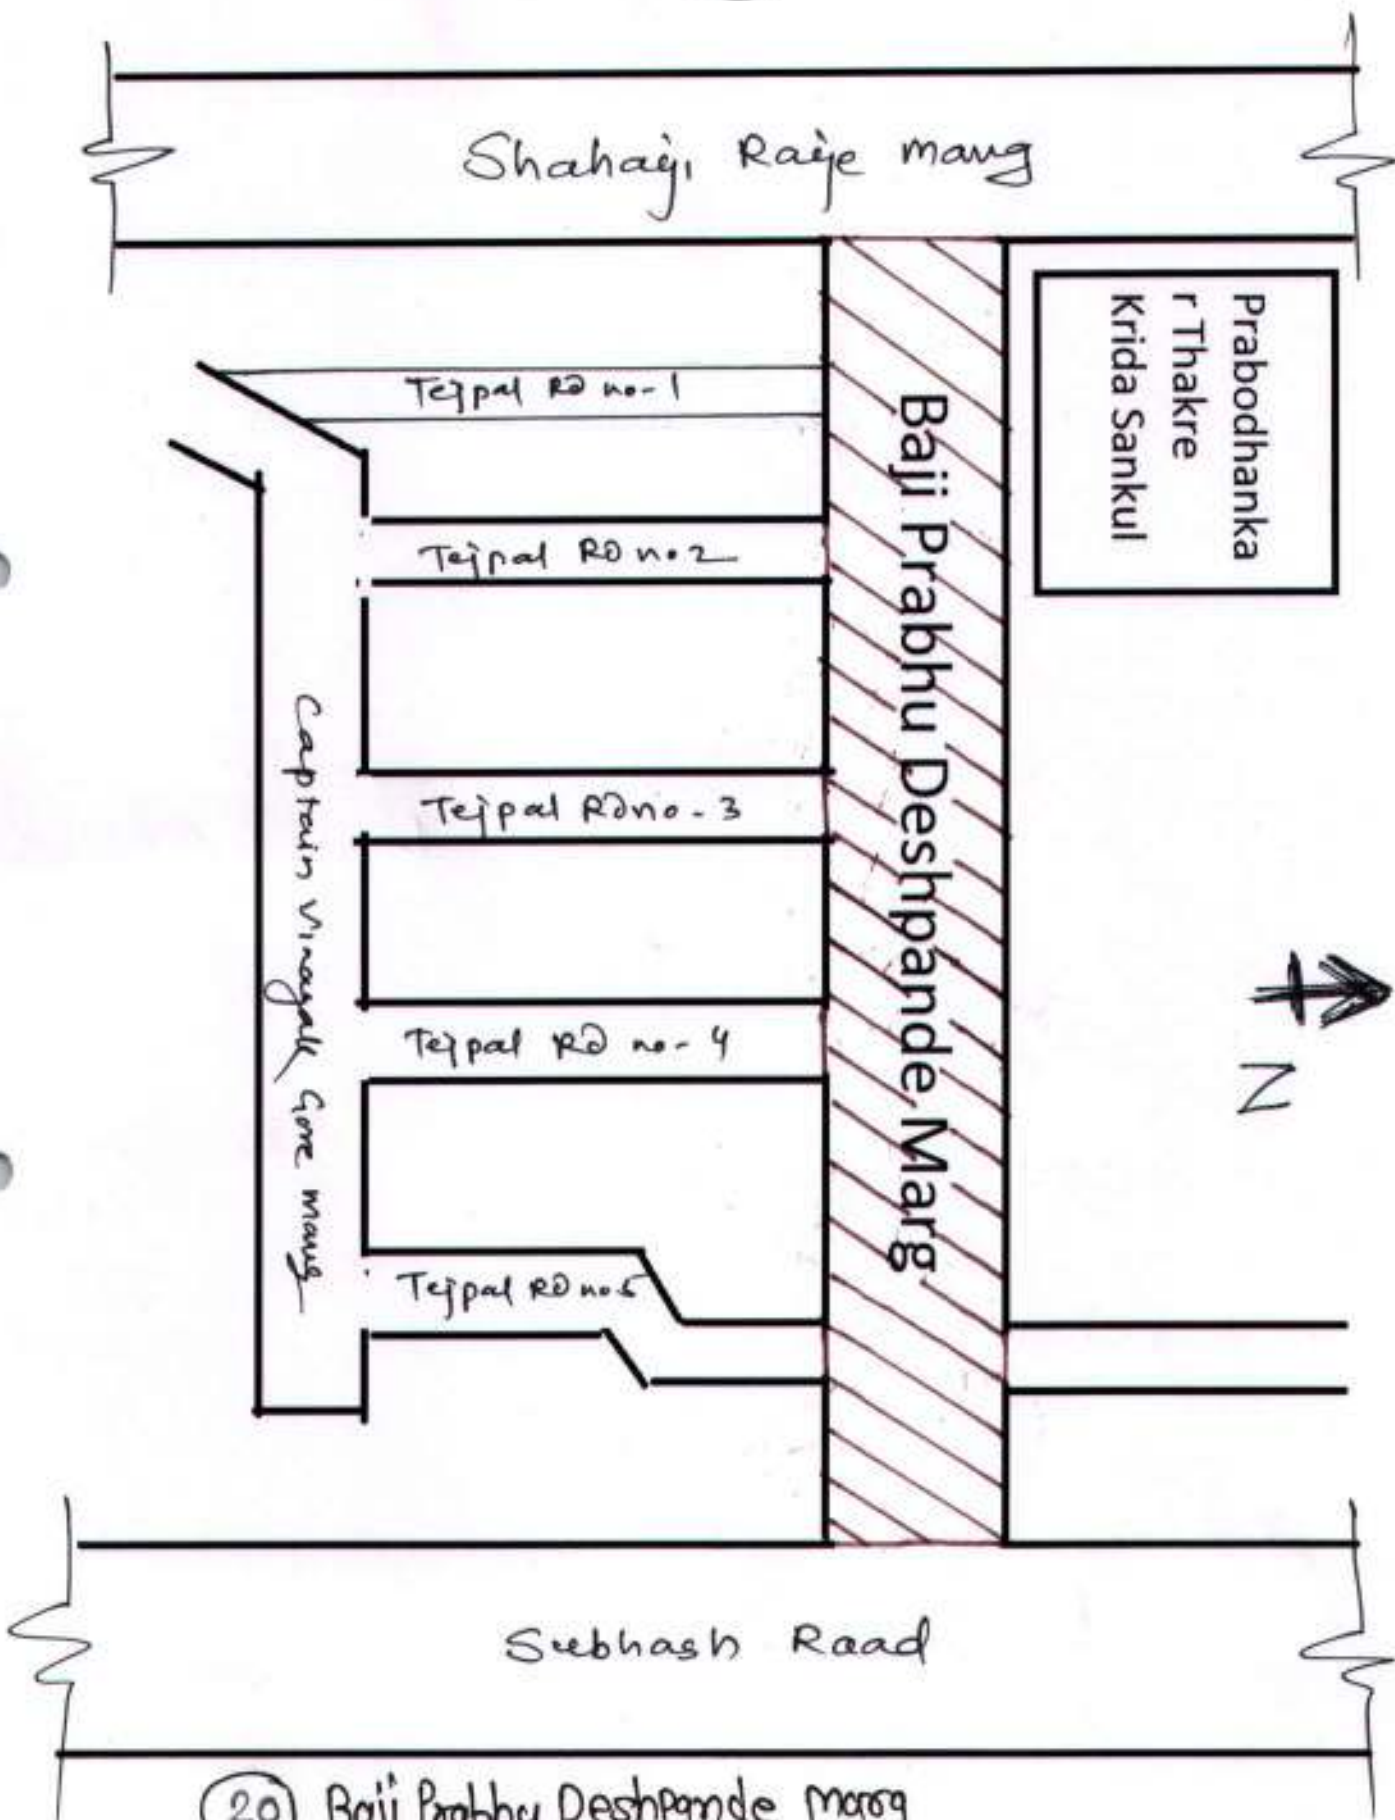 Shahaji Raje marg
Prabodhanka
r Thakre
Krida Sankul
Tejpal RD no-1
Baji Prabhu Deshpande Marg
Tejpal RD no.2
Captain Vinayak Gore marg
Tejpal RD no-3
N
Tejpal RD no-4
Tejpal RD no.5
Subhash Road
20 Baji Prabhu Deshpande marg